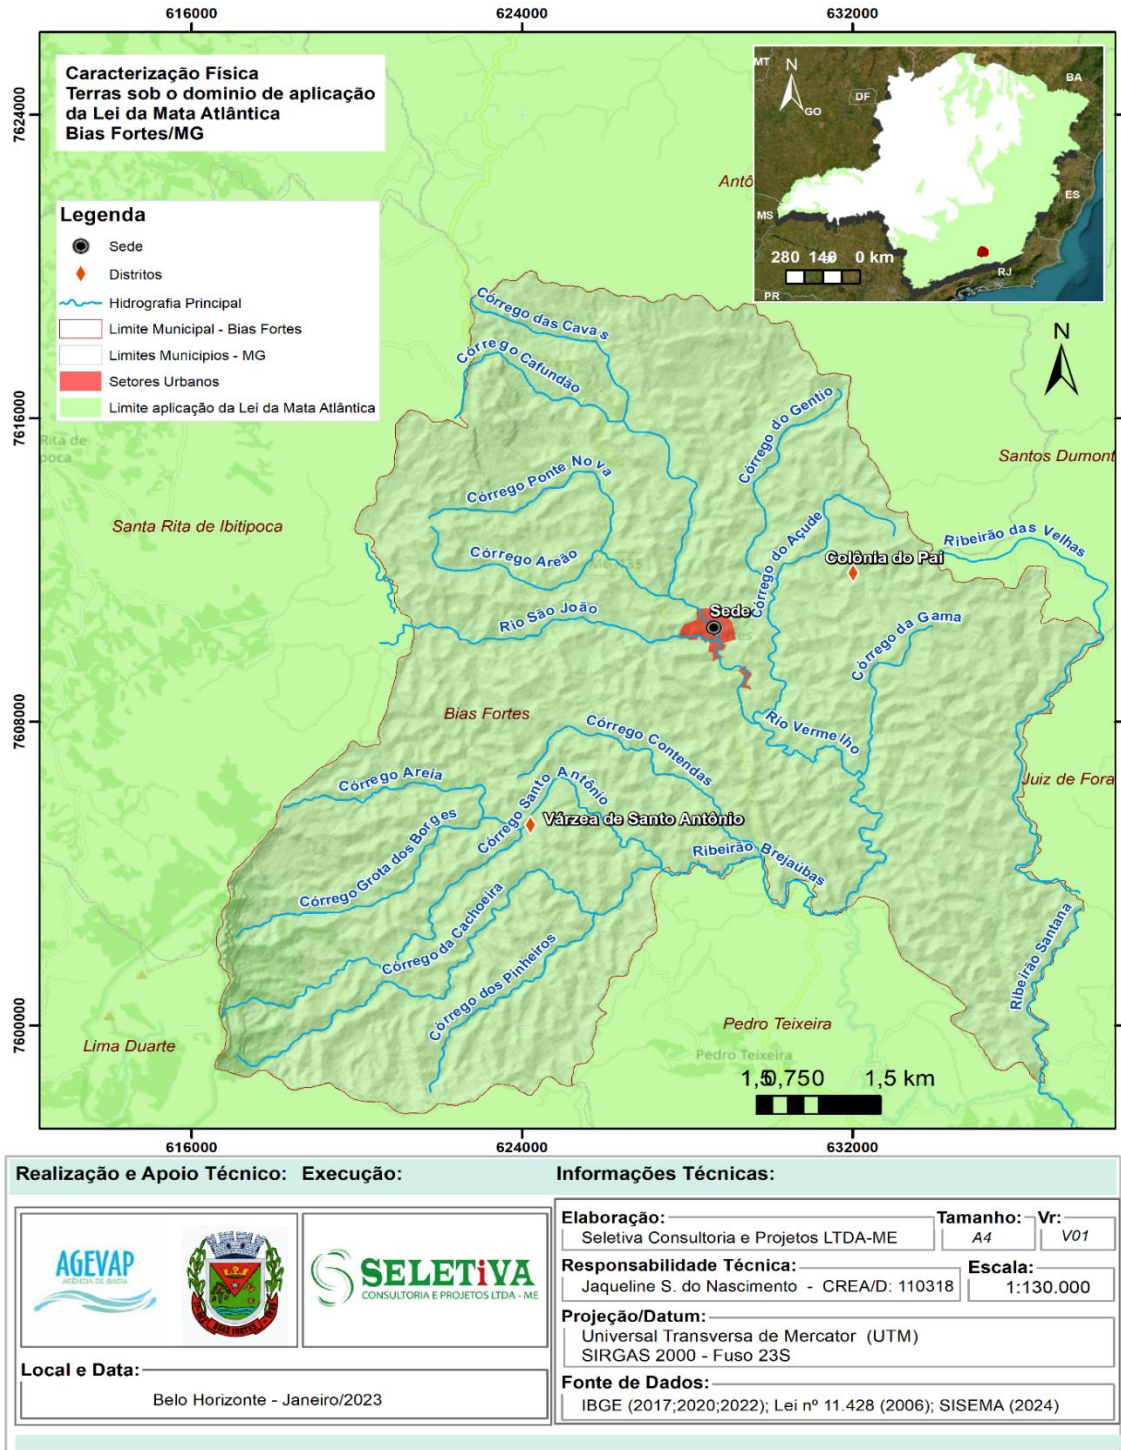 616000 624000 632000
Caracterização Física
Terras sob o dominio de aplicação
da Lei da Mata Atlântica
Bias Fortes/MG
7624000
7616000
7608000
7600000
Legenda
Sede
Distritos
Hidrografia Principal
Limite Municipal - Bias Fortes
Limites Municipios - MG
Setores Urbanos
Limite aplicação da Lei da Mata Atlântica
MT
N
DF
GO
BA
MS
ES
RJ
PR
280 140 0 km
N
Antô
Córrego das Cavas
Córrego Cafundão
Córrego do Gentio
Rita de
poca
Santos Dumont
Córrego Ponte Nova
Santa Rita de Ibitipoca
Córrego do Açude
Ribeirão das Velhas
Córrego Areão
Colônia do Pai
Rio São João
Sede
Córrego da Gama
Bias Fortes
Rio Vermelho
Córrego Contendas
Córrego Areia
Córrego Santo Antônio
Juiz de Fora
Várzea de Santo Antônio
Córrego Grota dos Borges
Ribeirão Brejaúbas
Córrego da Cachoeira
Ribeirão Santana
Córrego dos Pinheiros
Pedro Teixeira
Lima Duarte
Pedro Teixeira
1,50,750 1,5 km
616000 624000 632000
Realização e Apoio Técnico: Execução: Informações Técnicas:
AGEVAP
AGÊNCIA DE BACIA
BIAS FORTES
SELETiVA
CONSULTORIA E PROJETOS LTDA - ME
Local e Data:
Belo Horizonte - Janeiro/2023
Elaboração: Tamanho: Vr:
Seletiva Consultoria e Projetos LTDA-ME A4 V01
Responsabilidade Técnica: Escala:
Jaqueline S. do Nascimento - CREA/D: 110318 1:130.000
Projeção/Datum:
Universal Transversa de Mercator (UTM)
SIRGAS 2000 - Fuso 23S
Fonte de Dados:
IBGE (2017;2020;2022); Lei nº 11.428 (2006); SISEMA (2024)